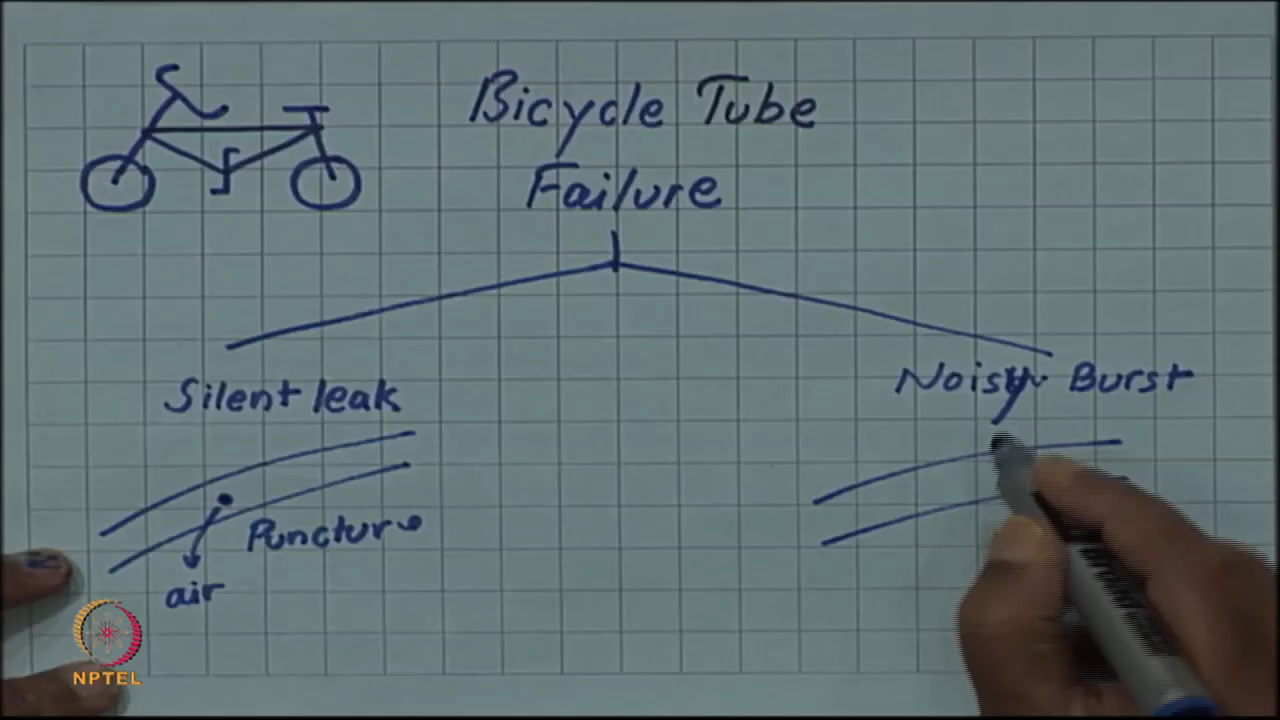 Bicycle Tube
Failure
Silent leak
Noisy Burst
Puncture
air
NPTEL